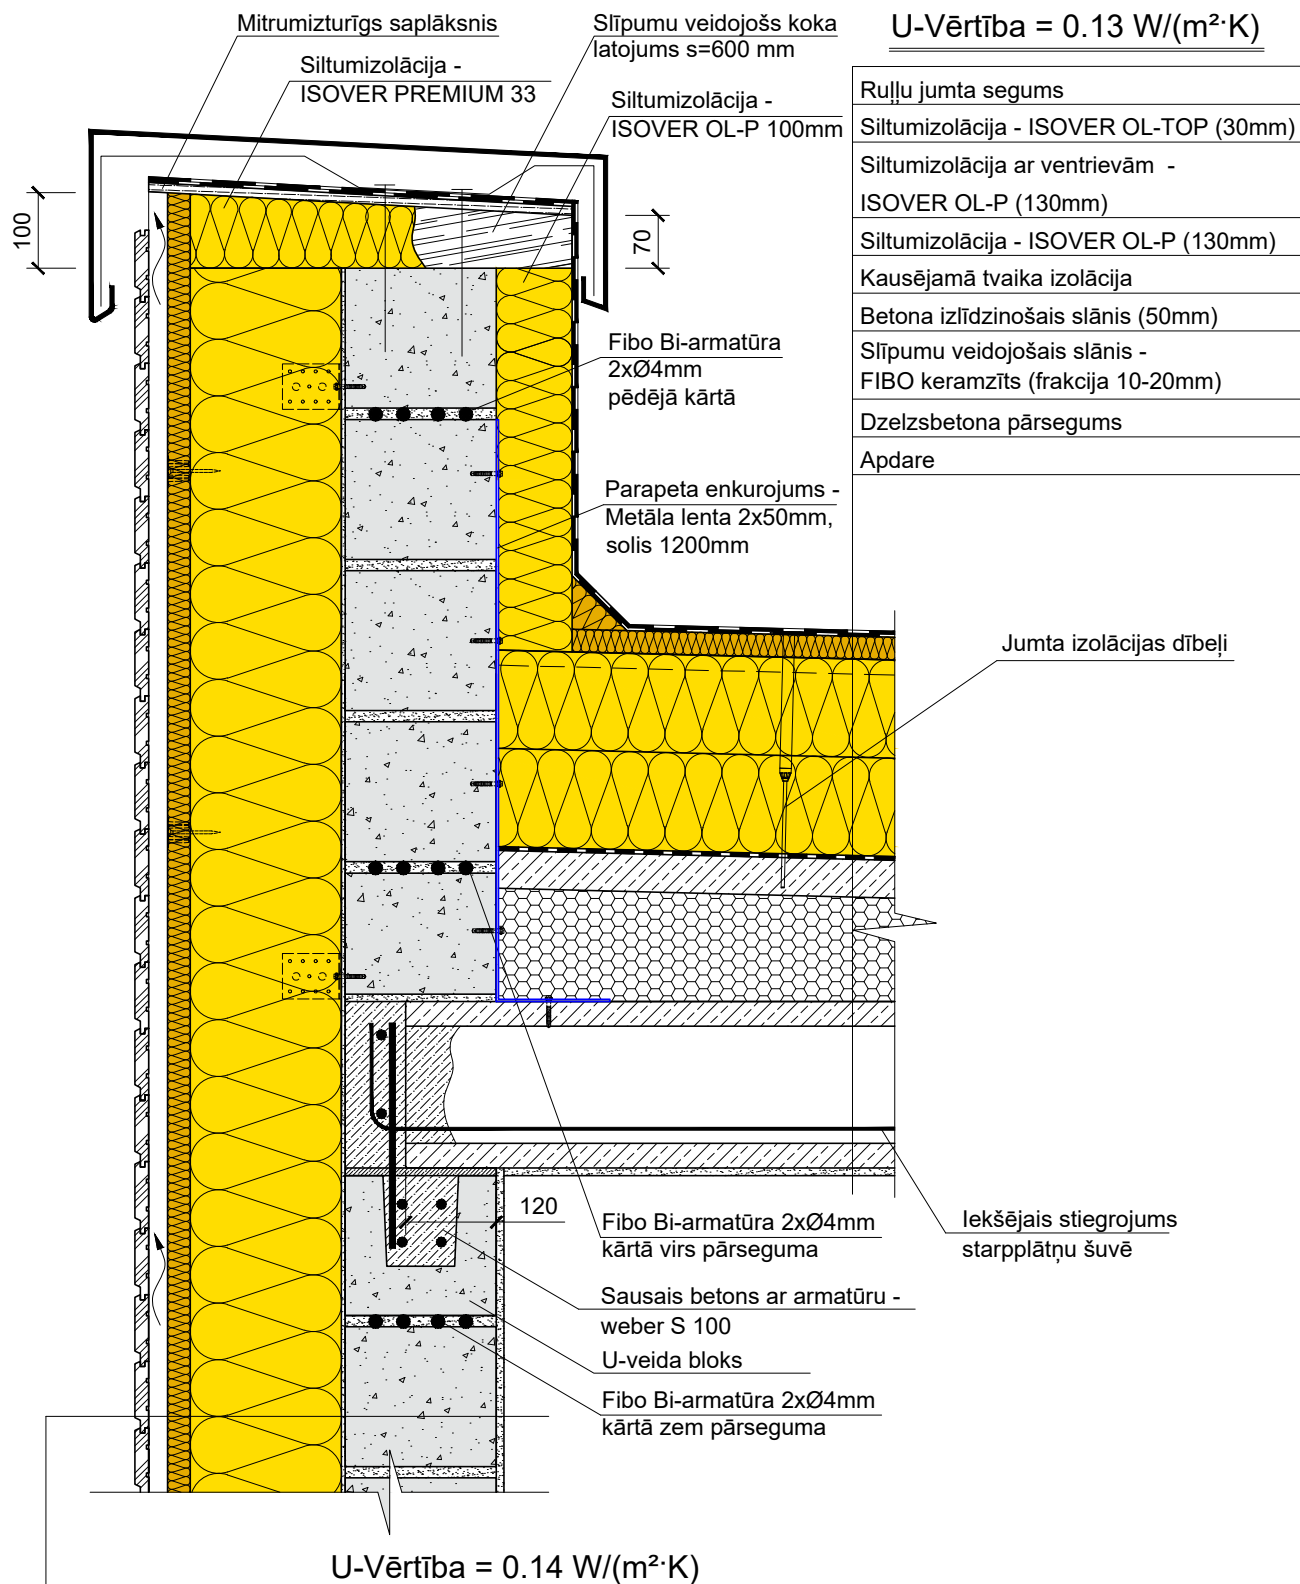 Mitrumizturīgs saplāksnis
Slīpumu veidojošs koka
latojums s=600 mm
U-Vērtība = 0.13 W/(m²·K)
Siltumizolācija -
ISOVER PREMIUM 33
Siltumizolācija -
ISOVER OL-P 100mm
Ruļļu jumta segums
Siltumizolācija - ISOVER OL-TOP (30mm)
Siltumizolācija ar ventrievām -
ISOVER OL-P (130mm)
Siltumizolācija - ISOVER OL-P (130mm)
Kausējamā tvaika izolācija
Betona izlīdzinošais slānis (50mm)
Slīpumu veidojošais slānis -
FIBO keramzīts (frakcija 10-20mm)
Dzelzsbetona pārsegums
Apdare
100
70
Fibo Bi-armatūra
2xØ4mm
pēdējā kārtā
Parapeta enkurojums -
Metāla lenta 2x50mm,
solis 1200mm
Jumta izolācijas dībeļi
120
Fibo Bi-armatūra 2xØ4mm
kārtā virs pārseguma
Iekšējais stiegrojums
starpplātņu šuvē
Sausais betons ar armatūru -
weber S 100
U-veida bloks
Fibo Bi-armatūra 2xØ4mm
kārtā zem pārseguma
U-Vērtība = 0.14 W/(m²·K)